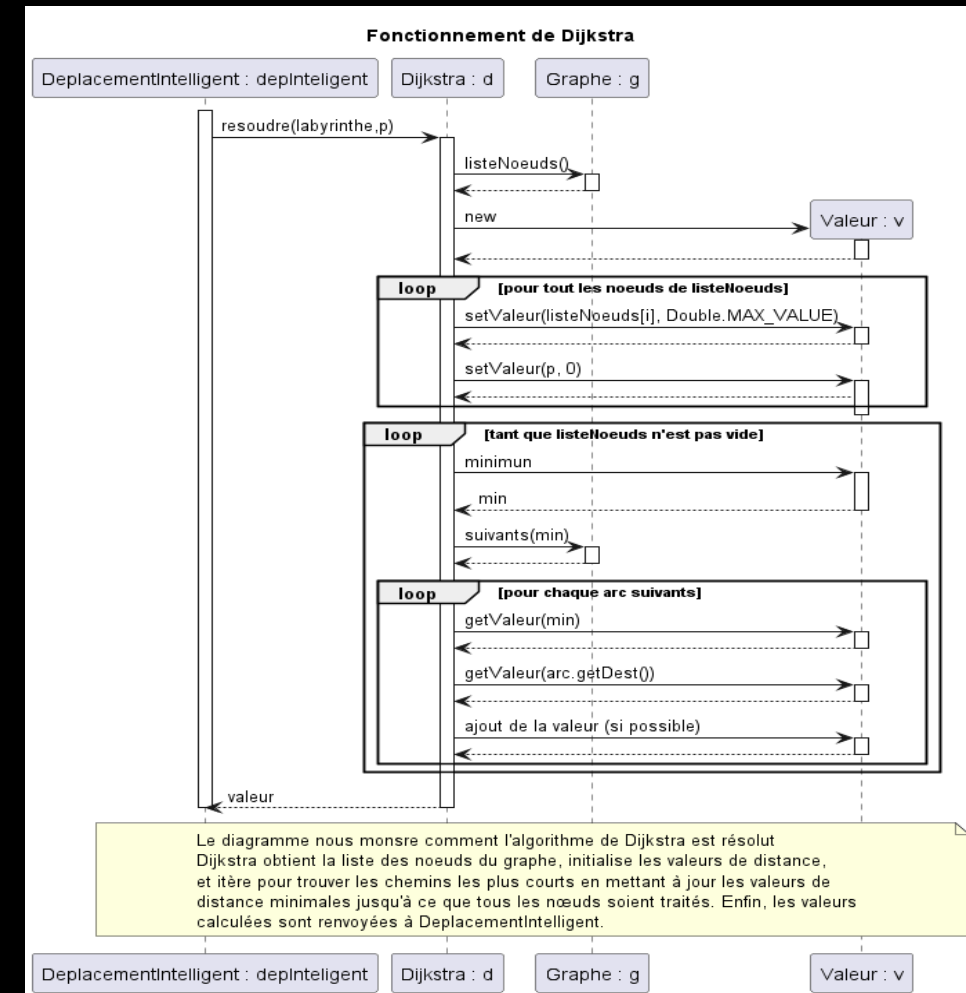 Fonctionnement de Dijkstra
DeplacementIntelligent : depInteligent
Dijkstra : d
Graphe : g
resoudre(labyrinthe,p)
listeNoeuds()
new
Valeur : v
loop
[pour tout les noeuds de listeNoeuds]
setValeur(listeNoeuds[i], Double.MAX_VALUE)
setValeur(p, 0)
loop
[tant que listeNoeuds n'est pas vide]
minimun
min
suivants(min)
loop
[pour chaque arc suivants]
getValeur(min)
getValeur(arc.getDest())
ajout de la valeur (si possible)
valeur
Le diagramme nous monsre comment l'algorithme de Dijkstra est résolut
Dijkstra obtient la liste des noeuds du graphe, initialise les valeurs de distance,
et itère pour trouver les chemins les plus courts en mettant à jour les valeurs de
distance minimales jusqu'à ce que tous les nœuds soient traités. Enfin, les valeurs
calculées sont renvoyées à DeplacementIntelligent.
DeplacementIntelligent : depInteligent
Dijkstra : d
Graphe : g
Valeur : v